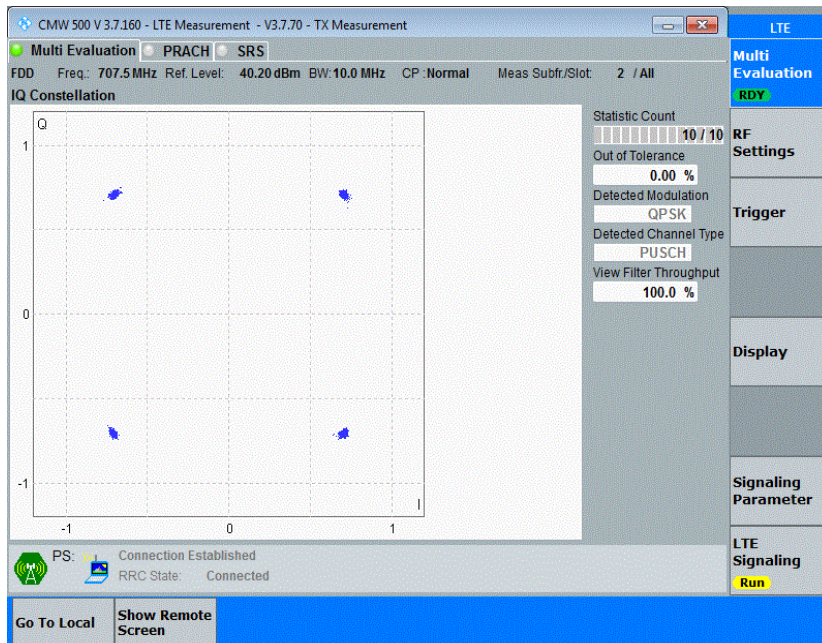 CMW 500 V 3.7.160 - LTE Measurement - V3.7.70 - TX Measurement
LTE
Multi Evaluation PRACH SRS
Multi
Evaluation
RDY
FDD Freq.: 707.5 MHz Ref. Level: 40.20 dBm BW: 10.0 MHz CP : Normal Meas Subfr./Slot: 2 / All
IQ Constellation
Q
1
0
-1
-1 0 1
I
Statistic Count
10 / 10
Out of Tolerance
0.00 %
Detected Modulation
QPSK
Detected Channel Type
PUSCH
View Filter Throughput
100.0 %
RF
Settings
Trigger
Display
Signaling
Parameter
LTE
Signaling
Run
PS: Connection Established
RRC State: Connected
Go To Local
Show Remote
Screen